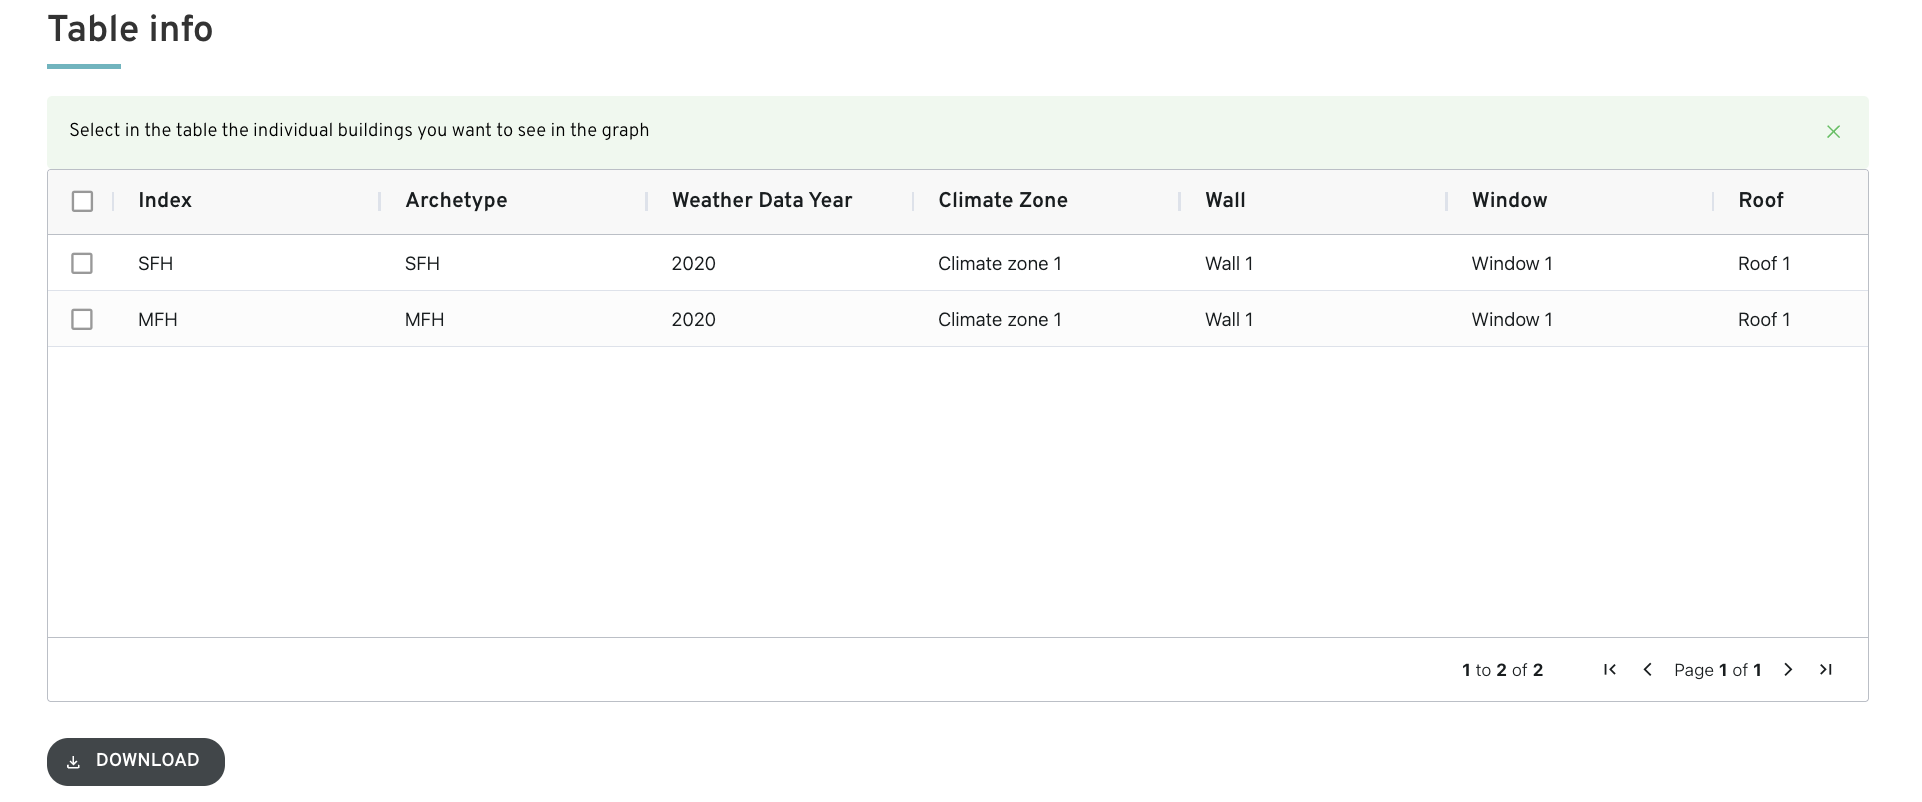 Table info
Select in the table the individual buildings you want to see in the graph
Index Archetype Weather Data Year Climate Zone Wall Window Roof
SFH SFH 2020 Climate zone 1 Wall 1 Window 1 Roof 1
MFH MFH 2020 Climate zone 1 Wall 1 Window 1 Roof 1
1 to 2 of 2 Page 1 of 1
DOWNLOAD